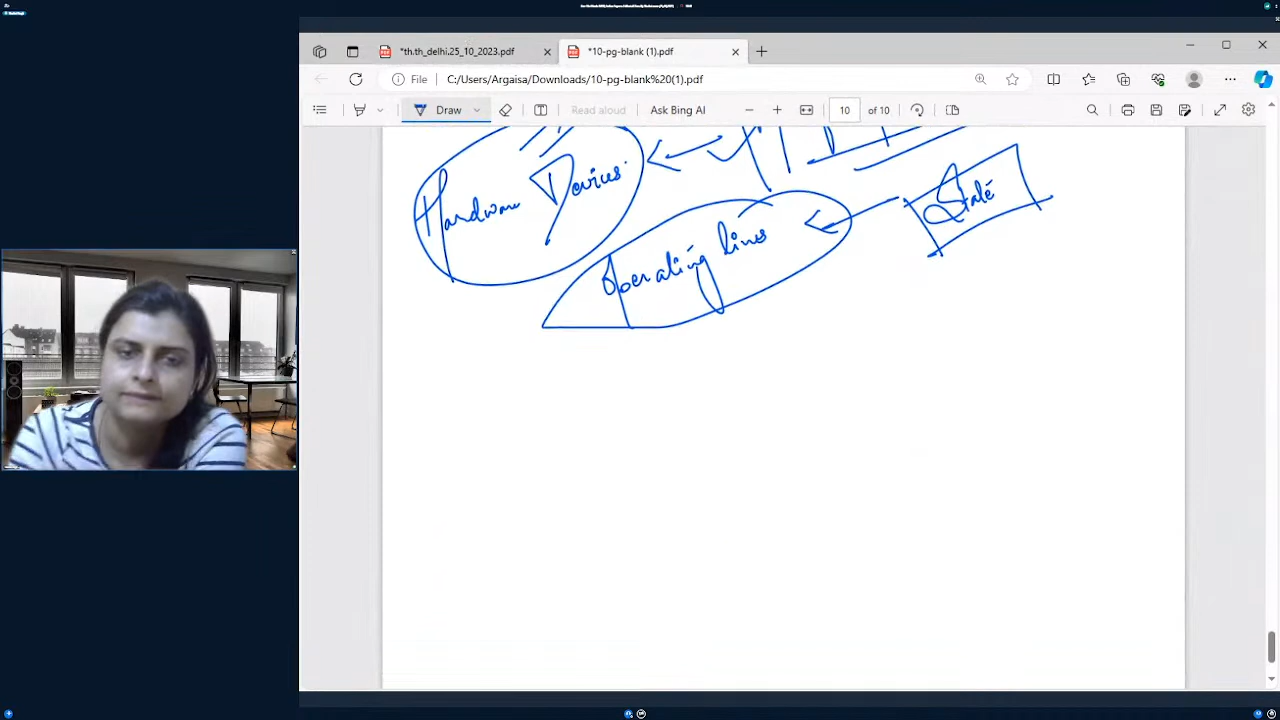 *th.th_delhi.25_10_2023.pdf
*10-pg-blank (1).pdf
File
C:/Users/Argaisa/Downloads/10-pg-blank%20(1).pdf
Draw
Read aloud
Ask Bing AI
10
of 10
Hardware Devices
Operating lines
State